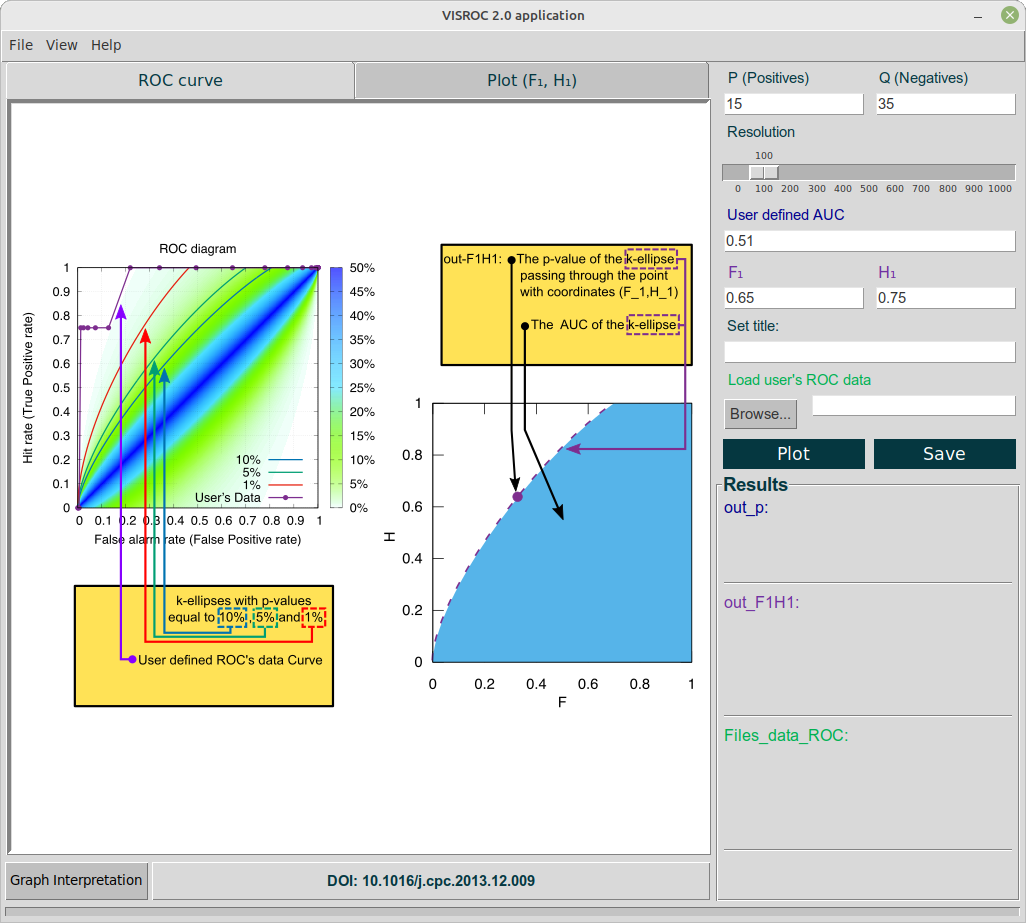 VISROC 2.0 application
File View Help
ROC curve
Plot (F₁, H₁)
P (Positives)
Q (Negatives)
15
35
Resolution
100
0 100 200 300 400 500 600 700 800 900 1000
User defined AUC
0.51
F₁
H₁
0.65
0.75
Set title:
Load user's ROC data
Browse...
Plot
Save
Results
out_p:
out_F1H1:
Files_data_ROC:
ROC diagram
Hit rate (True Positive rate)
1
0.9
0.8
0.7
0.6
0.5
0.4
0.3
0.2
0.1
0
0 0.1 0.2 0.3 0.4 0.5 0.6 0.7 0.8 0.9 1
False alarm rate (False Positive rate)
10%
5%
1%
User's Data
50%
45%
40%
35%
30%
25%
20%
15%
10%
5%
0%
k-ellipses with p-values
equal to 10%, 5% and 1%
User defined ROC's data Curve
out-F1H1: The p-value of the k-ellipse
passing through the point
with coordinates (F_1,H_1)
The AUC of the k-ellipse
H
1
0.8
0.6
0.4
0.2
0
0 0.2 0.4 0.6 0.8 1
F
Graph Interpretation
DOI: 10.1016/j.cpc.2013.12.009